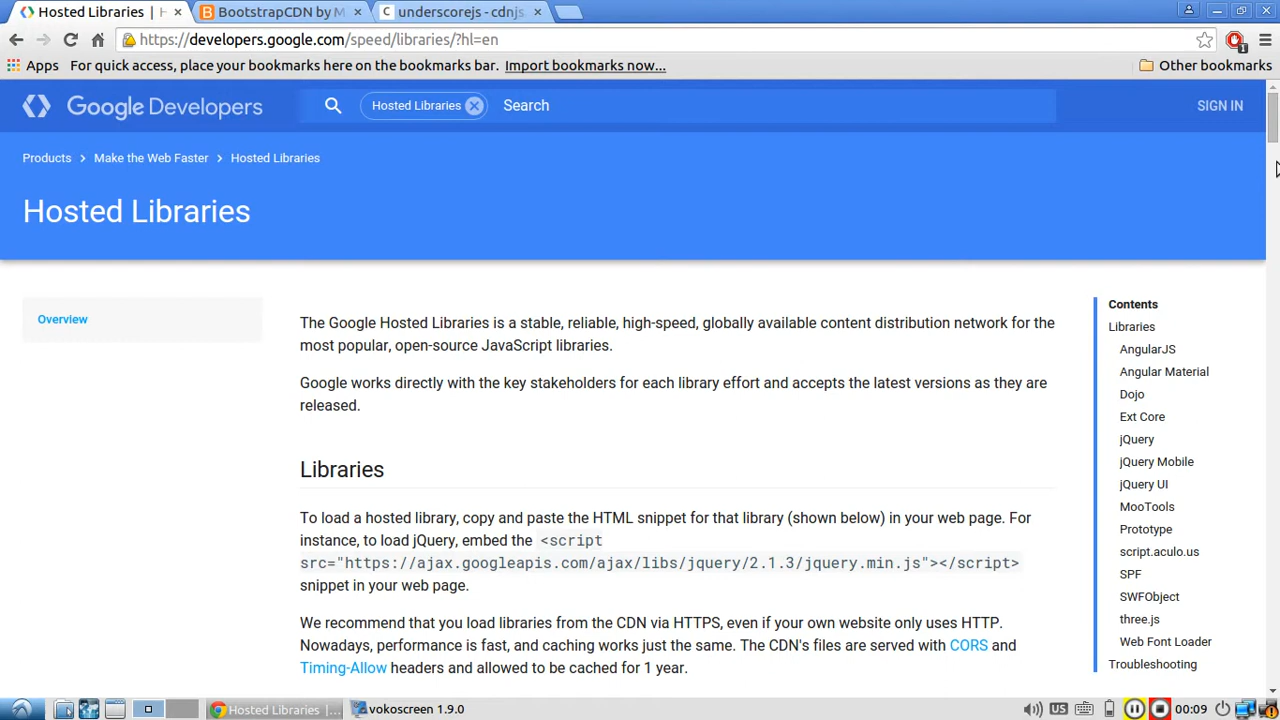 Hosted Libraries | H
BootstrapCDN by M
underscorejs - cdnjs
https://developers.google.com/speed/libraries/?hl=en
Apps
For quick access, place your bookmarks here on the bookmarks bar. Import bookmarks now...
Other bookmarks
Google Developers
Hosted Libraries
Search
SIGN IN
Products > Make the Web Faster > Hosted Libraries
Hosted Libraries
Overview
The Google Hosted Libraries is a stable, reliable, high-speed, globally available content distribution network for the
most popular, open-source JavaScript libraries.
Google works directly with the key stakeholders for each library effort and accepts the latest versions as they are
released.
Libraries
To load a hosted library, copy and paste the HTML snippet for that library (shown below) in your web page. For
instance, to load jQuery, embed the <script
src="https://ajax.googleapis.com/ajax/libs/jquery/2.1.3/jquery.min.js"></script>
snippet in your web page.
We recommend that you load libraries from the CDN via HTTPS, even if your own website only uses HTTP.
Nowadays, performance is fast, and caching works just the same. The CDN's files are served with CORS and
Timing-Allow headers and allowed to be cached for 1 year.
Contents
Libraries
AngularJS
Angular Material
Dojo
Ext Core
jQuery
jQuery Mobile
jQuery UI
MooTools
Prototype
script.aculo.us
SPF
SWFObject
three.js
Web Font Loader
Troubleshooting
Hosted Libraries |...
vokoscreen 1.9.0
US
00:09